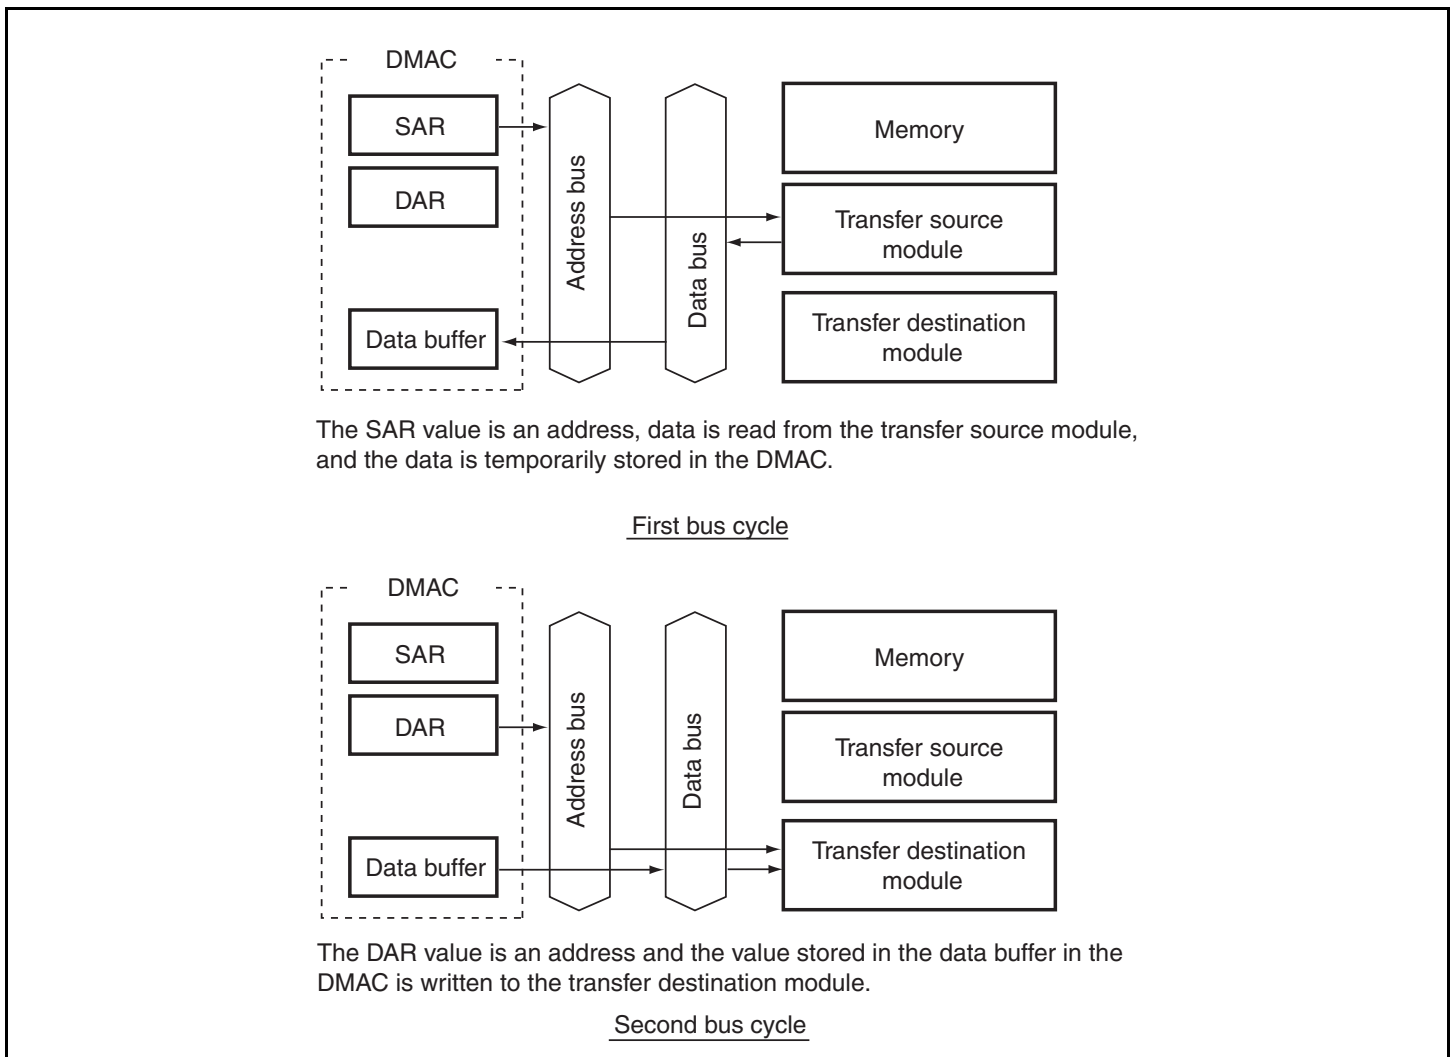 DMAC
SAR
DAR
Data buffer
Address bus
Data bus
Memory
Transfer source
module
Transfer destination
module
The SAR value is an address, data is read from the transfer source module,
and the data is temporarily stored in the DMAC.
First bus cycle
DMAC
SAR
DAR
Data buffer
Address bus
Data bus
Memory
Transfer source
module
Transfer destination
module
The DAR value is an address and the value stored in the data buffer in the
DMAC is written to the transfer destination module.
Second bus cycle